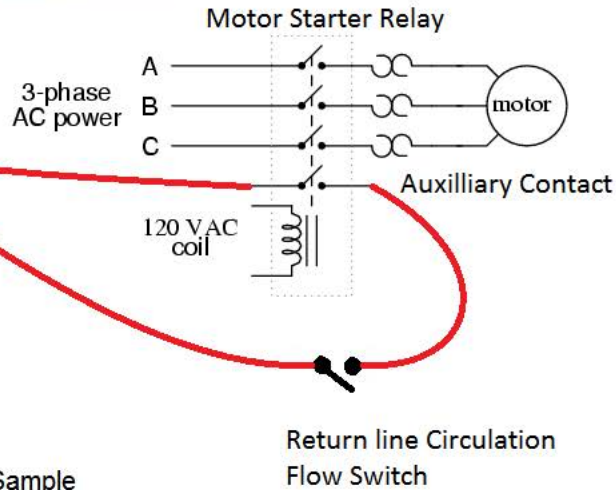 Motor Starter Relay
A
3-phase
AC power
B
C
motor
Auxilliary Contact
120 VAC
coil
Return line Circulation
Flow Switch
Sample